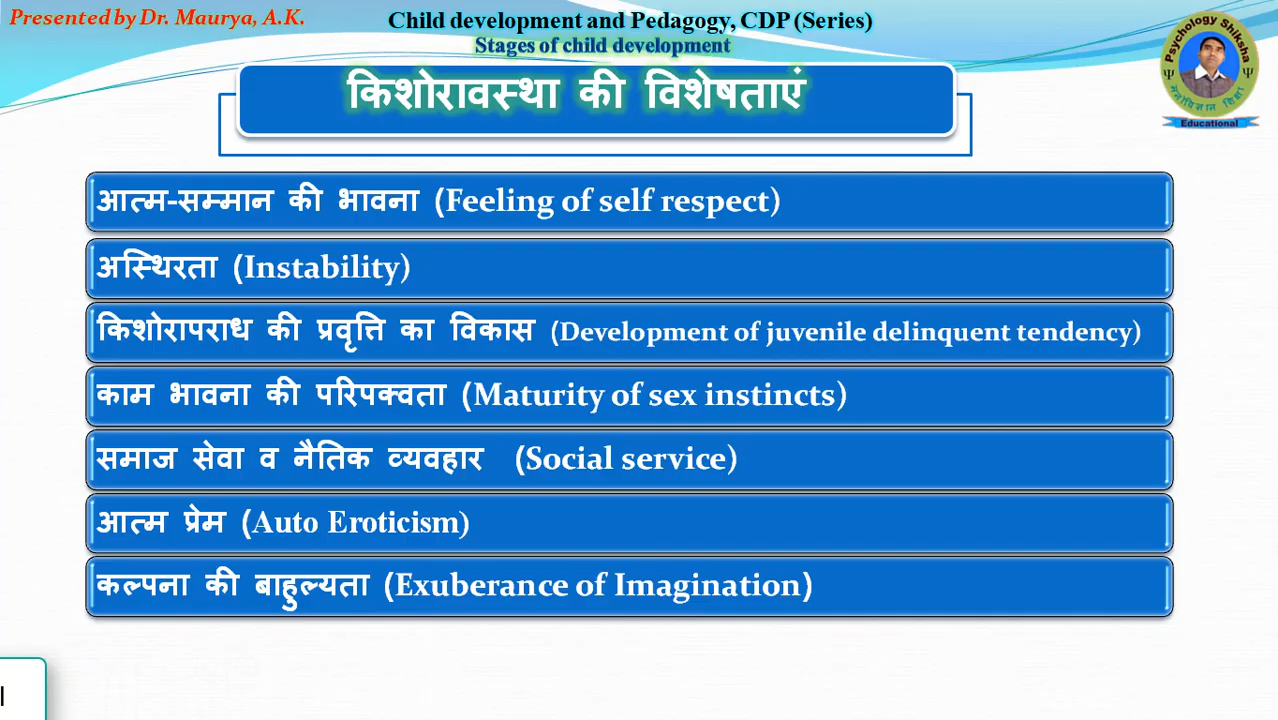 Presented by Dr. Maurya, A.K.
Child development and Pedagogy, CDP (Series)
Stages of child development
Psychology Shiksha
Ψ Ψ
मनोविज्ञान शिक्षा
Educational
किशोरावस्था की विशेषताएं
आत्म-सम्मान की भावना (Feeling of self respect)
अस्थिरता (Instability)
किशोरापराध की प्रवृत्ति का विकास (Development of juvenile delinquent tendency)
काम भावना की परिपक्वता (Maturity of sex instincts)
समाज सेवा व नैतिक व्यवहार (Social service)
आत्म प्रेम (Auto Eroticism)
कल्पना की बाहुल्यता (Exuberance of Imagination)